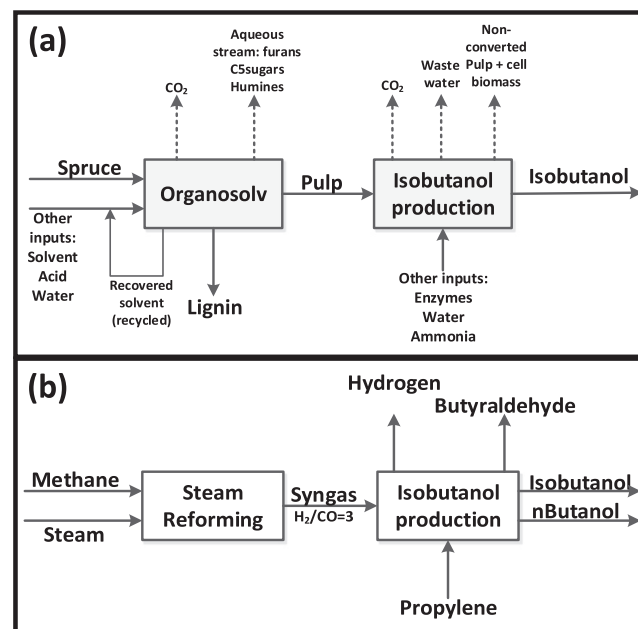 (a)
Aqueous
stream: furans
C5sugars
Humines
CO₂
Non-
converted
Pulp + cell
biomass
Waste
water
CO₂
Spruce
Organosolv
Pulp
Isobutanol
production
Isobutanol
Other
inputs:
Solvent
Acid
Water
Recovered
solvent
(recycled)
Lignin
Other inputs:
Enzymes
Water
Ammonia
(b)
Hydrogen
Butyraldehyde
Methane
Steam
Steam
Reforming
Syngas
H₂/CO=3
Isobutanol
production
Isobutanol
nButanol
Propylene